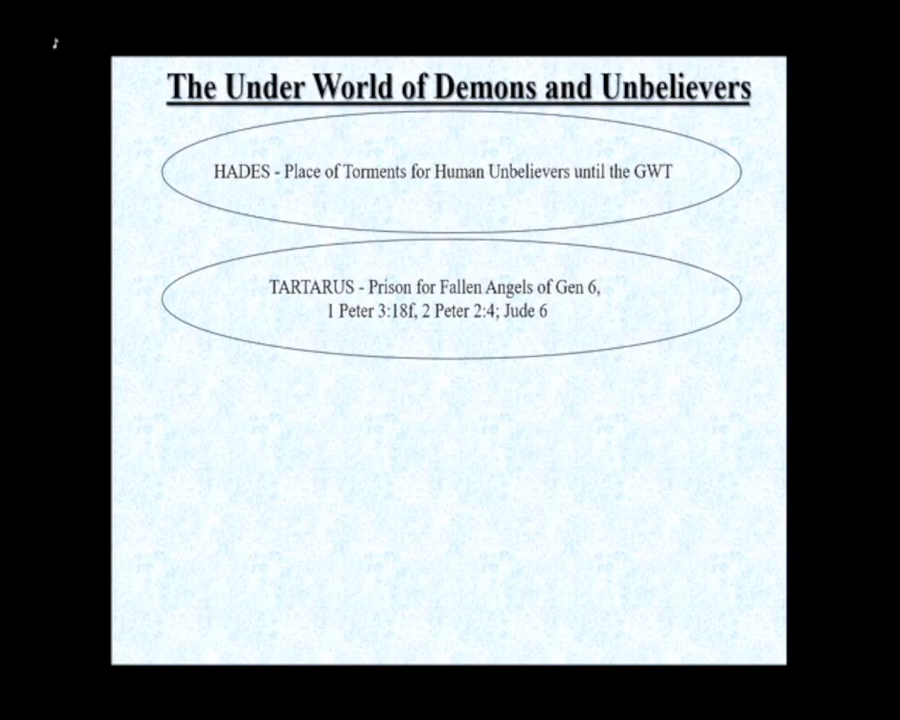 The Under World of Demons and Unbelievers
HADES - Place of Torments for Human Unbelievers until the GWT
TARTARUS - Prison for Fallen Angels of Gen 6,
1 Peter 3:18f, 2 Peter 2:4; Jude 6